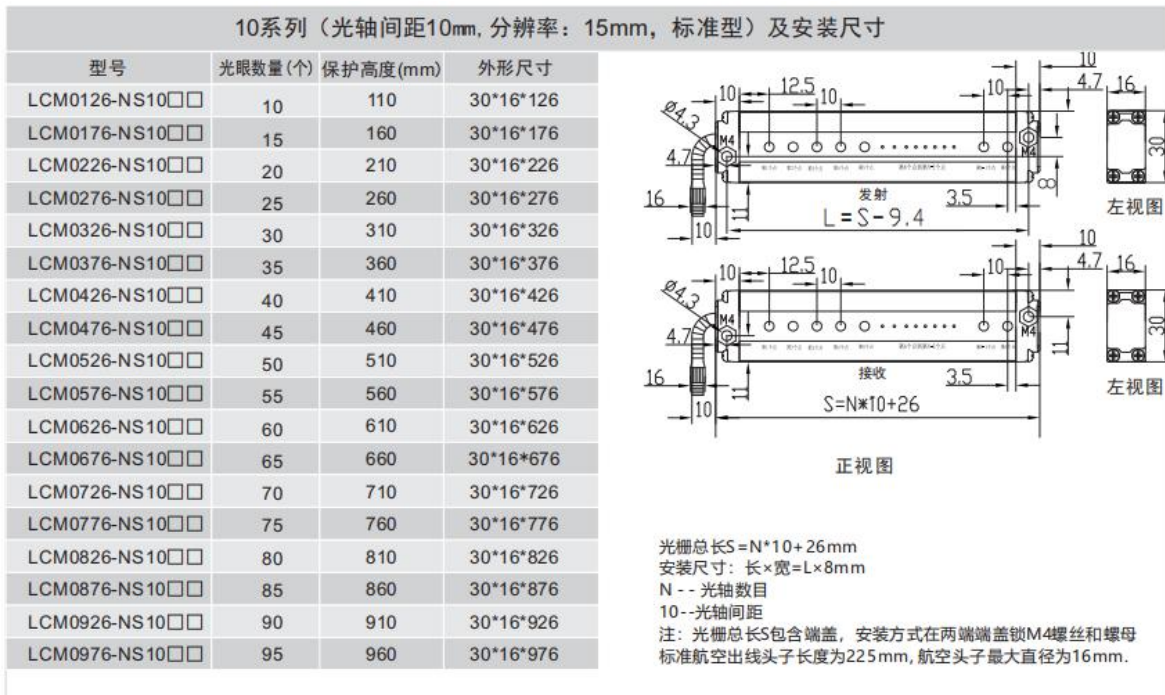 10系列（光轴间距10mm,分辨率：15mm，标准型）及安装尺寸
型号 光眼数量(个) 保护高度(mm) 外形尺寸
LCM0126-NS10□□ 10 110 30*16*126
LCM0176-NS10□□ 15 160 30*16*176
LCM0226-NS10□□ 20 210 30*16*226
LCM0276-NS10□□ 25 260 30*16*276
LCM0326-NS10□□ 30 310 30*16*326
LCM0376-NS10□□ 35 360 30*16*376
LCM0426-NS10□□ 40 410 30*16*426
LCM0476-NS10□□ 45 460 30*16*476
LCM0526-NS10□□ 50 510 30*16*526
LCM0576-NS10□□ 55 560 30*16*576
LCM0626-NS10□□ 60 610 30*16*626
LCM0676-NS10□□ 65 660 30*16*676
LCM0726-NS10□□ 70 710 30*16*726
LCM0776-NS10□□ 75 760 30*16*776
LCM0826-NS10□□ 80 810 30*16*826
LCM0876-NS10□□ 85 860 30*16*876
LCM0926-NS10□□ 90 910 30*16*926
LCM0976-NS10□□ 95 960 30*16*976
10
10 12.5 10 10 4.7 16
Ø4.3
M4 M4
4.7 30
8
发射
16 11 3.5 左视图
L=S-9.4
10
10
10 12.5 10 10 4.7 16
Ø4.3
M4 M4
4.7 11 30
接收
16 11 3.5 左视图
10 S=N*10+26
正视图
光栅总长S=N*10+26mm
安装尺寸：长×宽=L×8mm
N - - 光轴数目
10--光轴间距
注：光栅总长S包含端盖，安装方式在两端端盖锁M4螺丝和螺母
标准航空出线头子长度为225mm,航空头子最大直径为16mm.